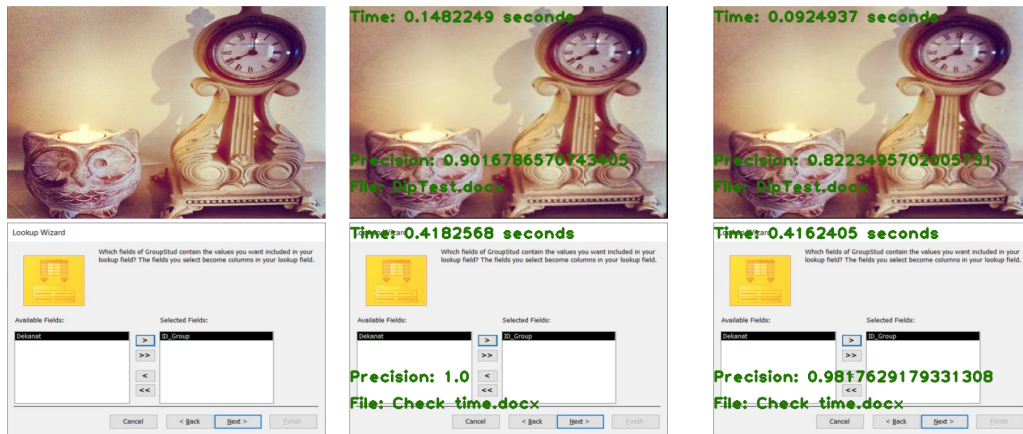 Time: 0.1482249 seconds
Precision: 0.9016786570743405
File: DipTest.docx
Time: 0.0924937 seconds
Precision: 0.8223495702005731
File: DipTest.docx
Lookup Wizard
Which fields of GroupStud contain the values you want included in your
lookup field? The fields you select become columns in your lookup field.
Available Fields:
Selected Fields:
Dekanat
ID_Group
>
>>
<
<<
Cancel
< Back
Next >
Finish
Time: 0.4182568 seconds
Which fields of GroupStud contain the values you want included in your
lookup field? The fields you select become columns in your lookup field.
Available Fields:
Selected Fields:
Dekanat
ID_Group
>
>>
Precision: 1.0
<
<<
File: Check time.docx
Cancel
< Back
Next >
Finish
Time: 0.4162405 seconds
Which fields of GroupStud contain the values you want included in your
lookup field? The fields you select become columns in your lookup field.
Available Fields:
Selected Fields:
Dekanat
ID_Group
>
>>
Precision: 0.9817629179331308
<
<<
File: Check time.docx
Cancel
< Back
Next >
Finish